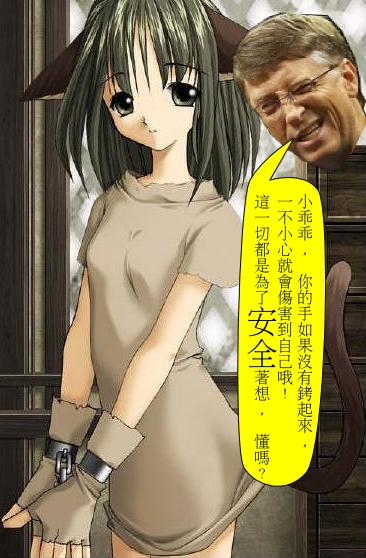 小乖乖，你的手如果沒有銬起來，
一不小心就會傷害到自己哦！
這一切都是為了安全著想，懂嗎？